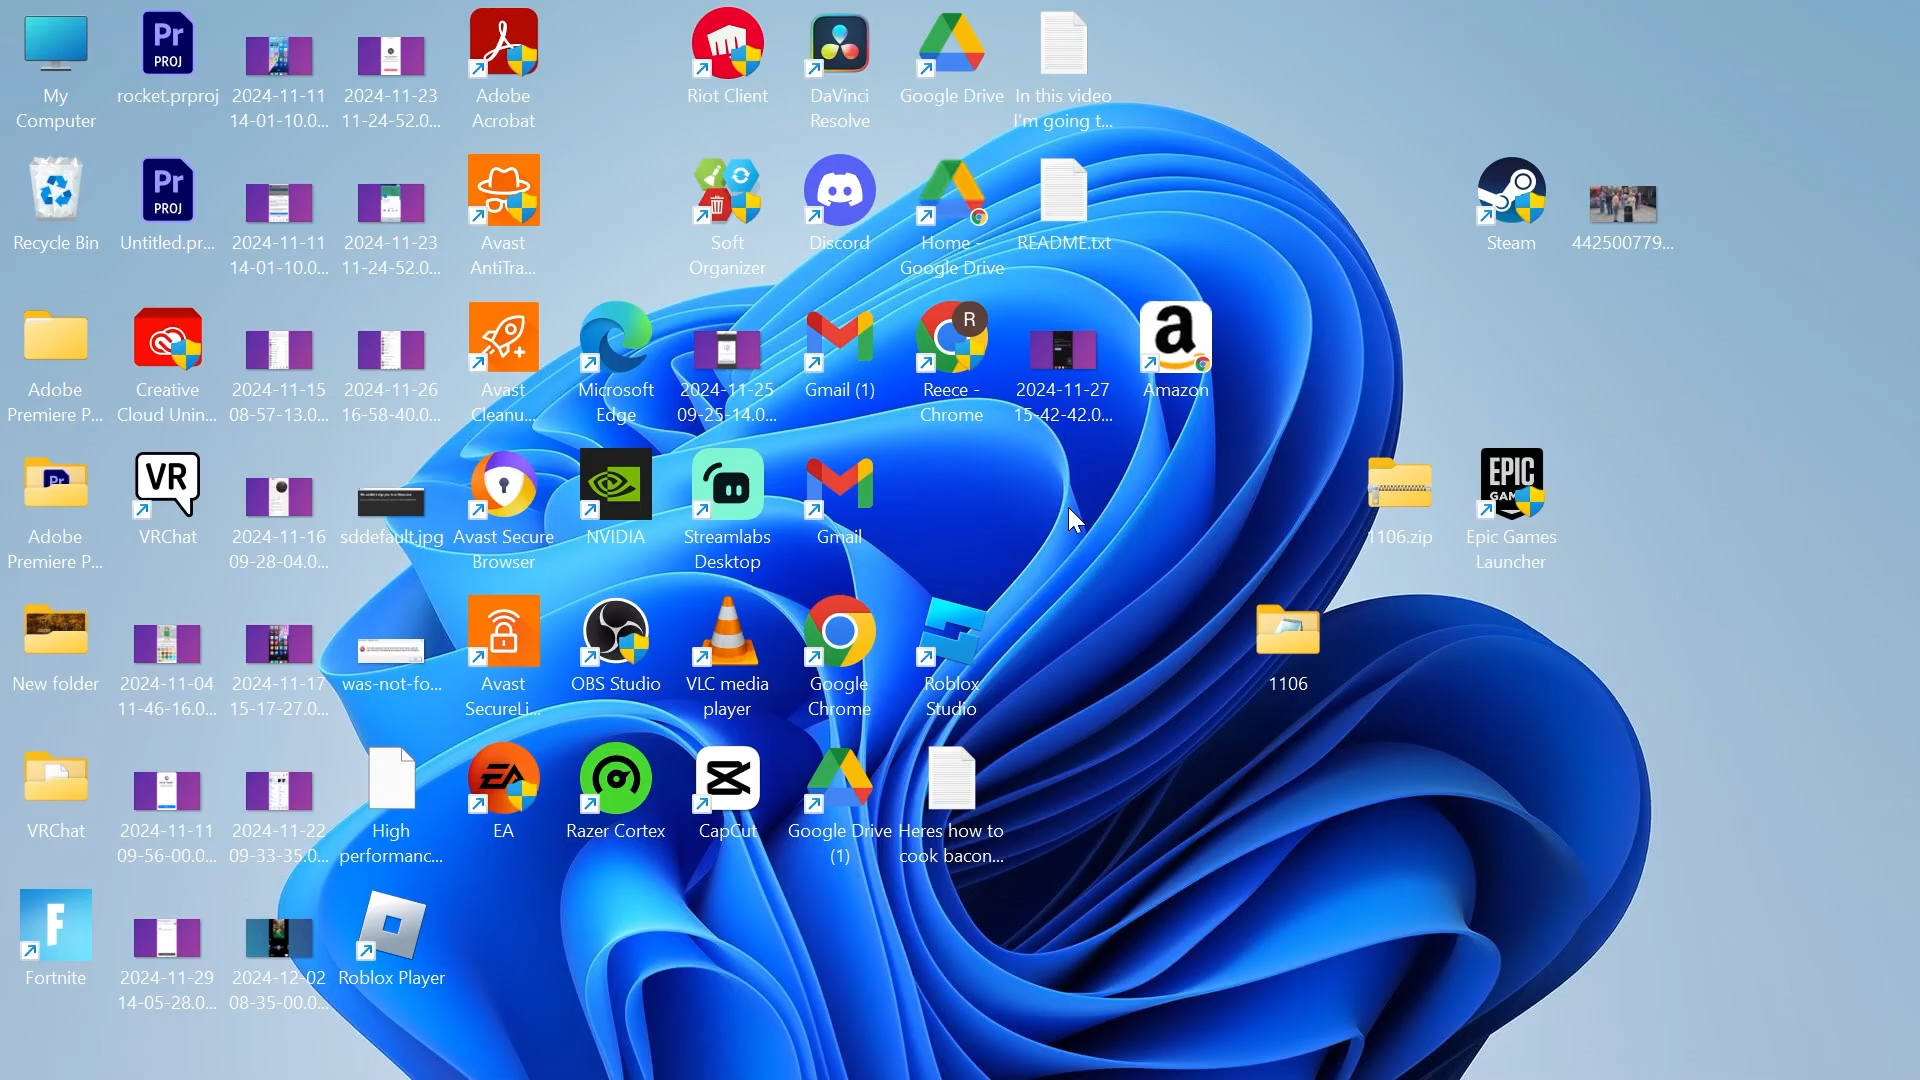 My
Computer
rocket.prproj
2024-11-11
14-01-10.0...
2024-11-23
11-24-52.0...
Adobe
Acrobat
Riot Client
DaVinci
Resolve
Google Drive
In this video
I'm going t...
Recycle Bin
Untitled.pr...
2024-11-11
14-01-10.0...
2024-11-23
11-24-52.0...
Avast
AntiTra...
Soft
Organizer
Discord
Home -
Google Drive
README.txt
Steam
442500779...
Adobe
Premiere P...
Creative
Cloud Unin...
2024-11-15
08-57-13.0...
2024-11-26
16-58-40.0...
Avast
Cleanu...
Microsoft
Edge
2024-11-25
09-25-14.0...
Gmail (1)
R
Reece -
Chrome
2024-11-27
15-42-42.0...
a
Amazon
Adobe
Premiere P...
VR
VRChat
2024-11-16
09-28-04.0...
sddefault.jpg
Avast Secure
Browser
NVIDIA
Streamlabs
Desktop
Gmail
1106.zip
EPIC
GAMES
Epic Games
Launcher
New folder
2024-11-04
11-46-16.0...
2024-11-17
15-17-27.0...
was-not-fo...
Avast
SecureLi...
OBS Studio
VLC media
player
Google
Chrome
Roblox
Studio
1106
VRChat
2024-11-11
09-56-00.0...
2024-11-22
09-33-35.0...
High
performanc...
EA
EA
Razer Cortex
CapCut
Google Drive
(1)
Heres how to
cook bacon...
F
Fortnite
2024-11-29
14-05-28.0...
2024-12-02
08-35-00.0...
Roblox Player
Pr
PROJ
Pr
PROJ
Pr